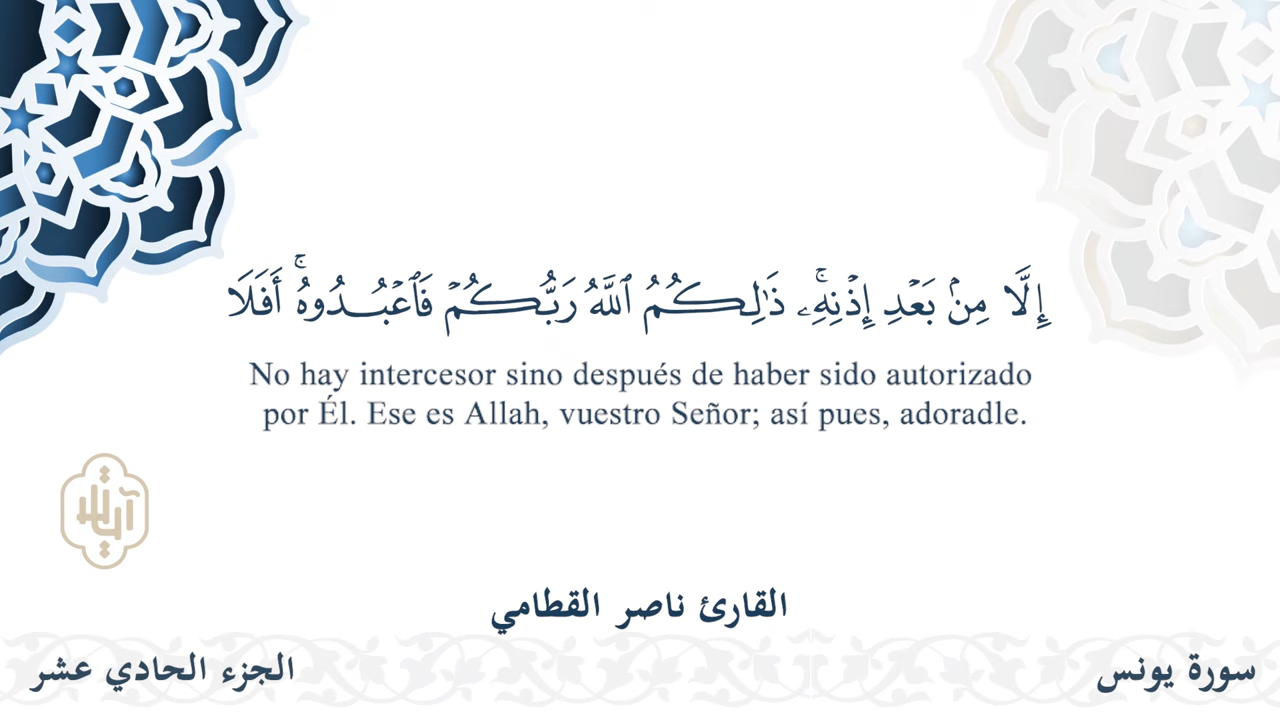 إِلَّا مِنۢ بَعۡدِ إِذۡنِهِۦۚ ذَٰلِكُمُ ٱللَّهُ رَبُّكُمۡ فَٱعۡبُدُوهُۚ أَفَلَا
No hay intercesor sino después de haber sido autorizado
por Él. Ese es Allah, vuestro Señor; así pues, adoradle.
القارئ ناصر القطامي
سورة يونس
الجزء الحادي عشر